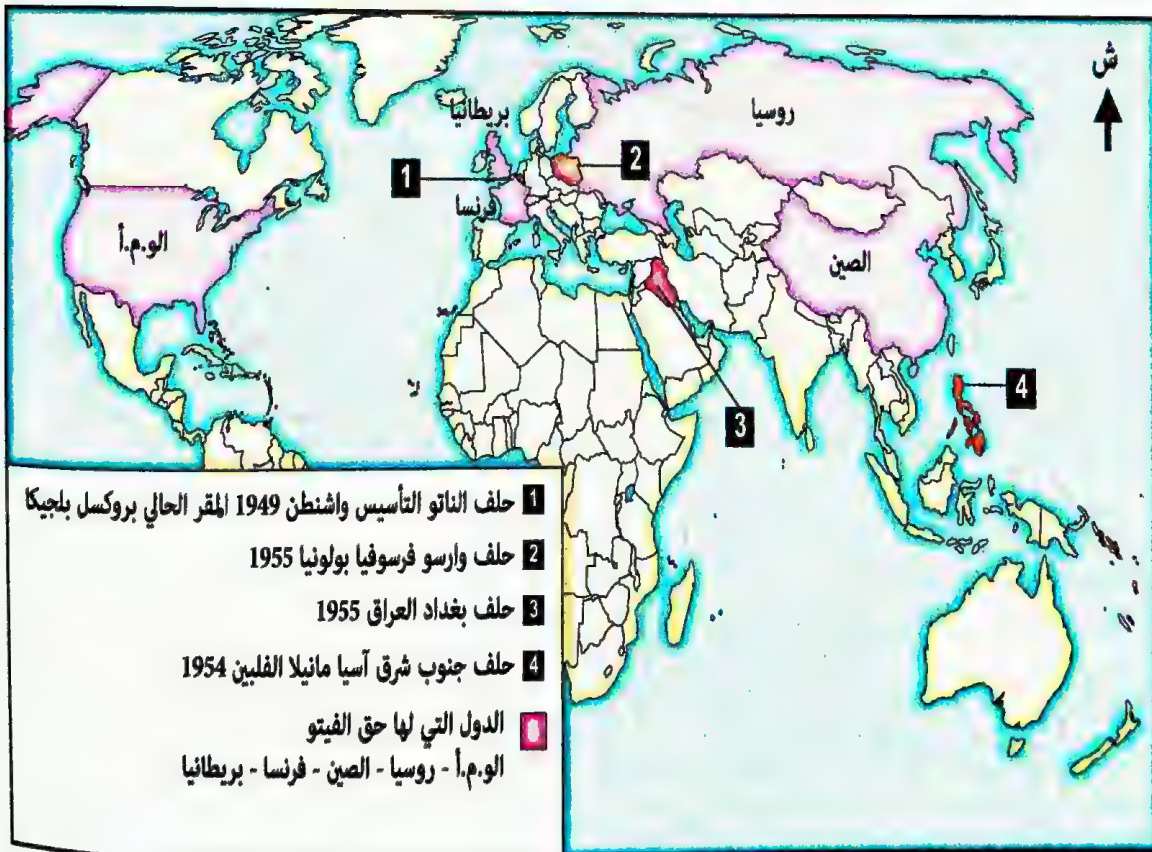 ش
بريطانيا
روسيا
2
1
فرنسا
الو.م.أ
الصين
4
3
1 حلف الناتو التأسيس واشنطن 1949 المقر الحالي بروكسل بلجيكا
2 حلف وارسو فرسوفيا بولونيا 1955
3 حلف بغداد العراق 1955
4 حلف جنوب شرق آسيا مانيلا الفلبين 1954
الدول التي لها حق الفيتو
الو.م.أ - روسيا - الصين - فرنسا - بريطانيا